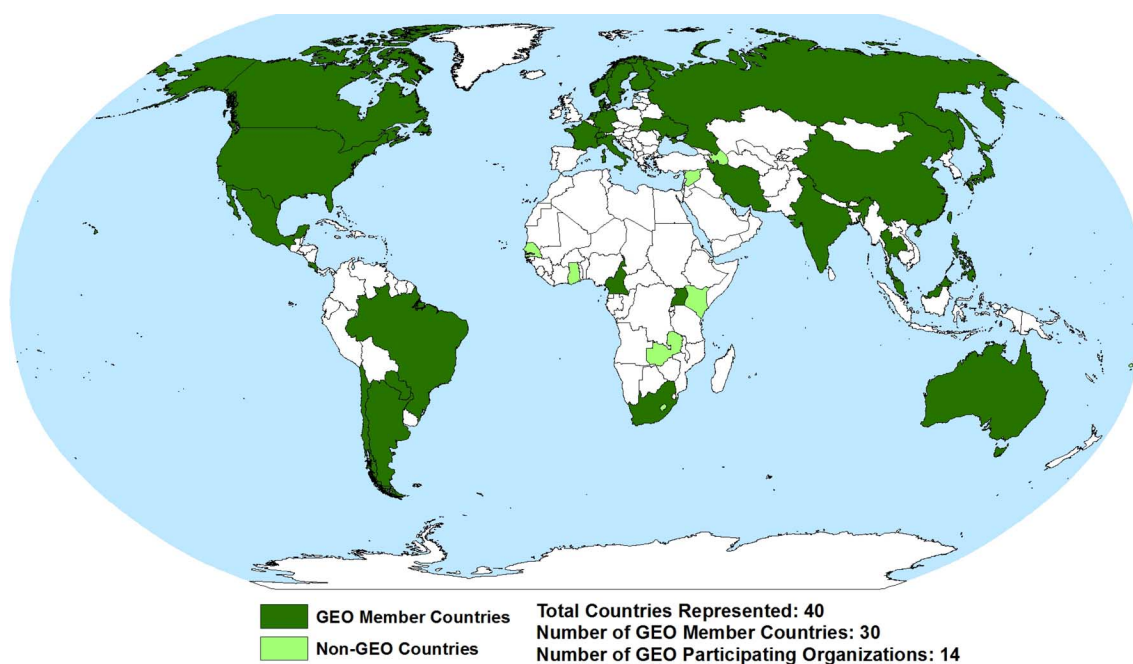 GEO Member Countries
Non-GEO Countries
Total Countries Represented: 40
Number of GEO Member Countries: 30
Number of GEO Participating Organizations: 14